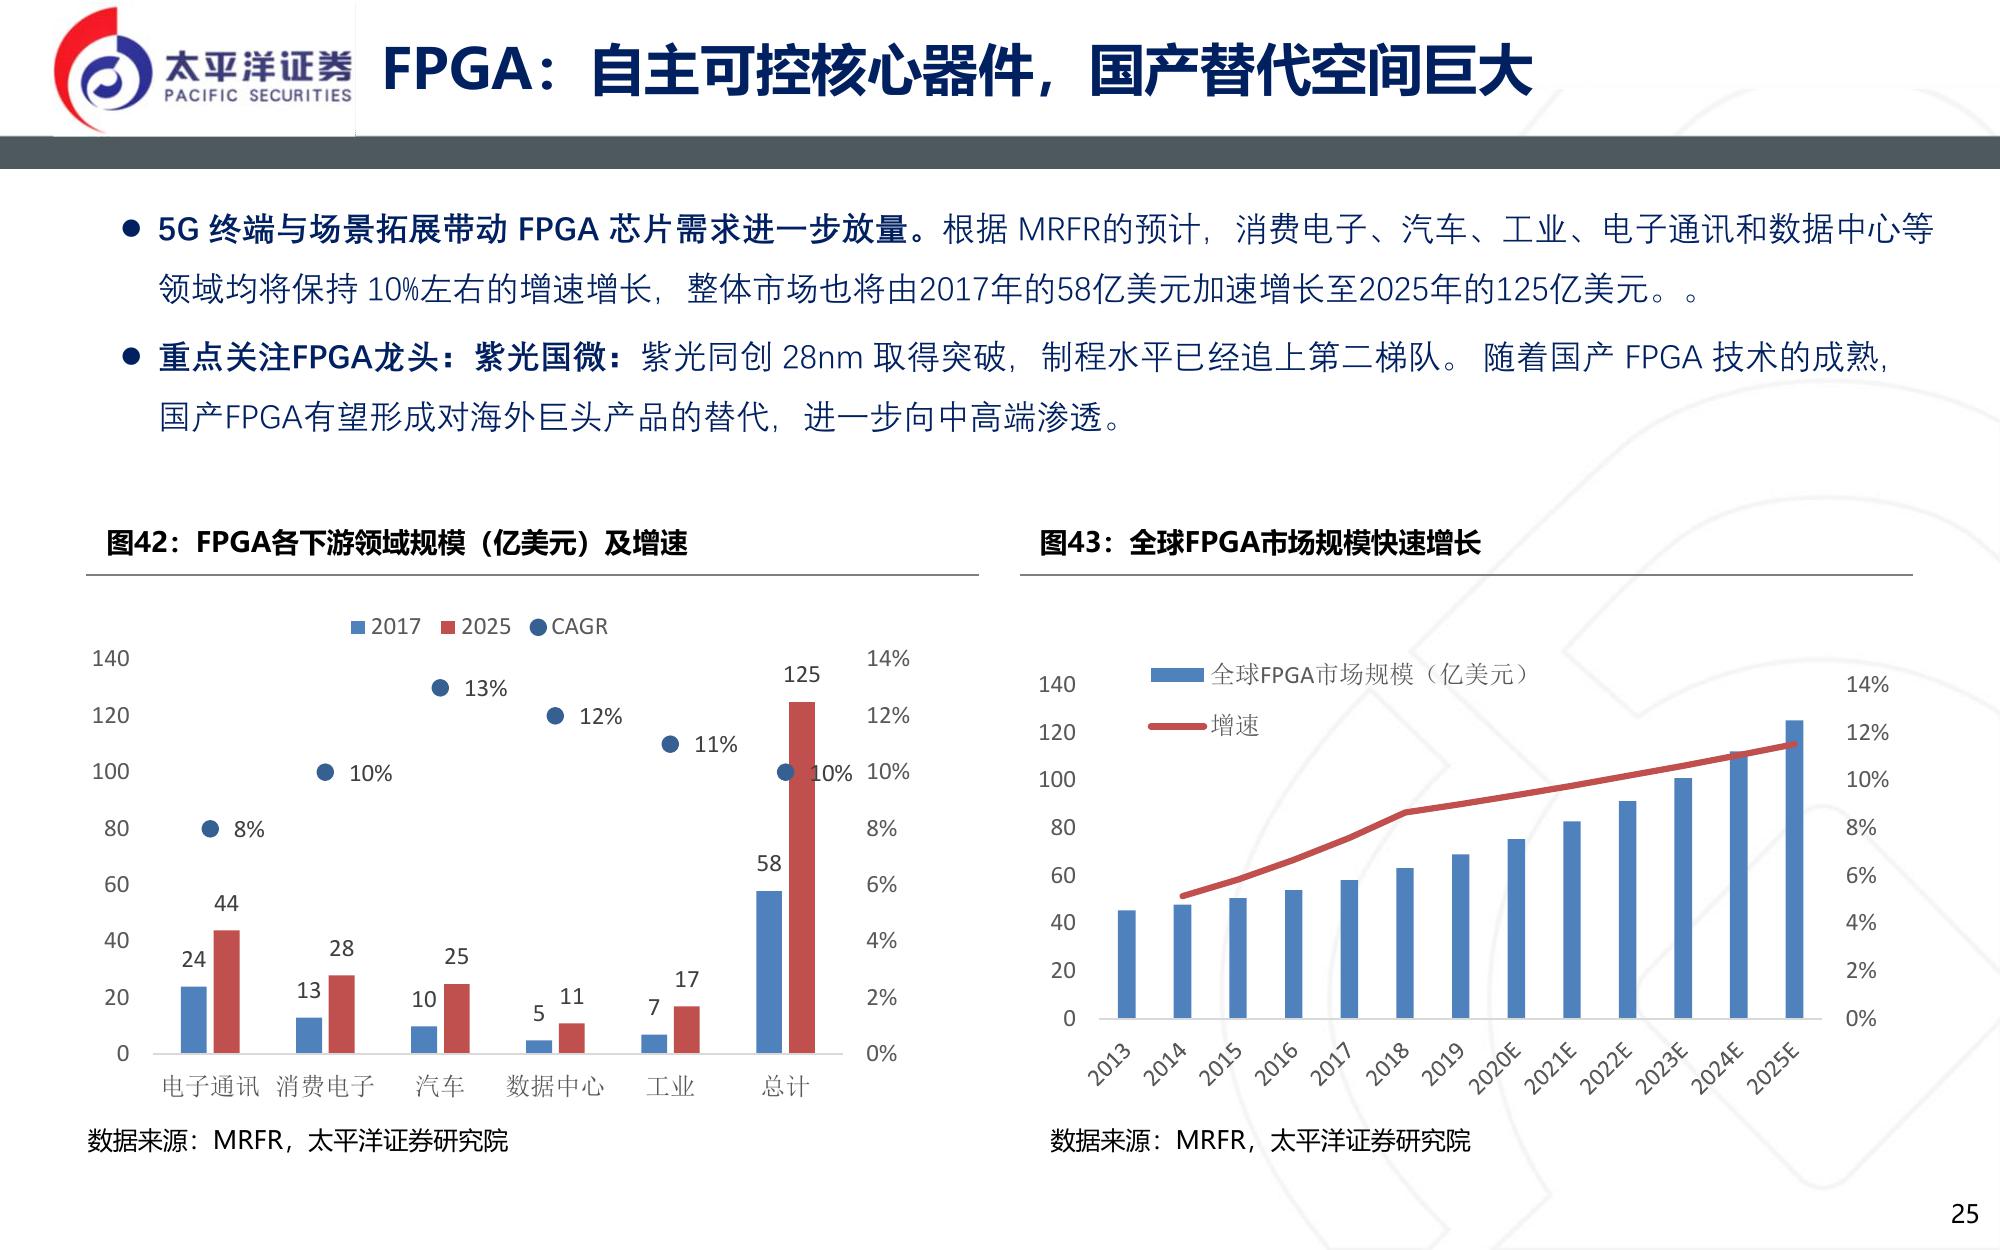 太平洋证券
PACIFIC SECURITIES
FPGA：自主可控核心器件，国产替代空间巨大
● 5G 终端与场景拓展带动 FPGA 芯片需求进一步放量。根据 MRFR的预计，消费电子、汽车、工业、电子通讯和数据中心等
领域均将保持 10%左右的增速增长，整体市场也将由2017年的58亿美元加速增长至2025年的125亿美元。。
● 重点关注FPGA龙头：紫光国微：紫光同创 28nm 取得突破，制程水平已经追上第二梯队。 随着国产 FPGA 技术的成熟，
国产FPGA有望形成对海外巨头产品的替代，进一步向中高端渗透。
图42：FPGA各下游领域规模（亿美元）及增速
2017 2025 CAGR
140 125 14%
13%
120 12% 12%
11%
100 10% 10% 10%
80 8% 8%
58
60 44 6%
40 24 28 25 4%
20 13 10 5 11 7 17 2%
0 0%
电子通讯 消费电子 汽车 数据中心 工业 总计
数据来源：MRFR，太平洋证券研究院
图43：全球FPGA市场规模快速增长
全球FPGA市场规模（亿美元）
增速
140 14%
120 12%
100 10%
80 8%
60 6%
40 4%
20 2%
0 0%
2013 2014 2015 2016 2017 2018 2019 2020E 2021E 2022E 2023E 2024E 2025E
数据来源：MRFR，太平洋证券研究院
25